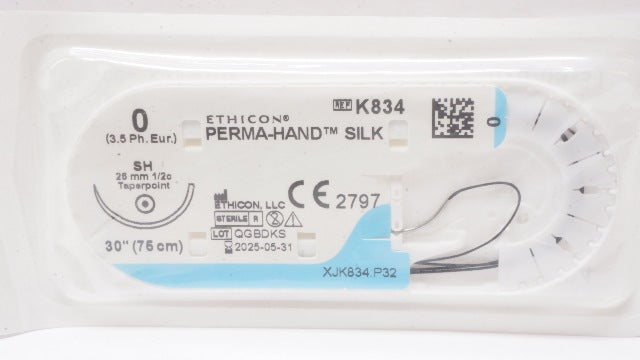 0
(3.5 Ph. Eur.)
SH
26 mm 1/2c
Taperpoint
30" (75 cm)
ETHICON®
PERMA-HAND™ SILK
REF K834
ETHICON, LLC
CE 2797
STERILE R
LOT QGBDKS
2025-05-31
XJK834.P32
0